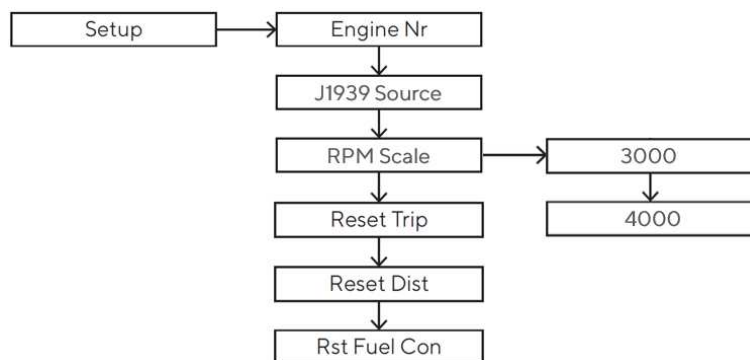 Setup
Engine Nr
J1939 Source
RPM Scale
3000
Reset Trip
4000
Reset Dist
Rst Fuel Con